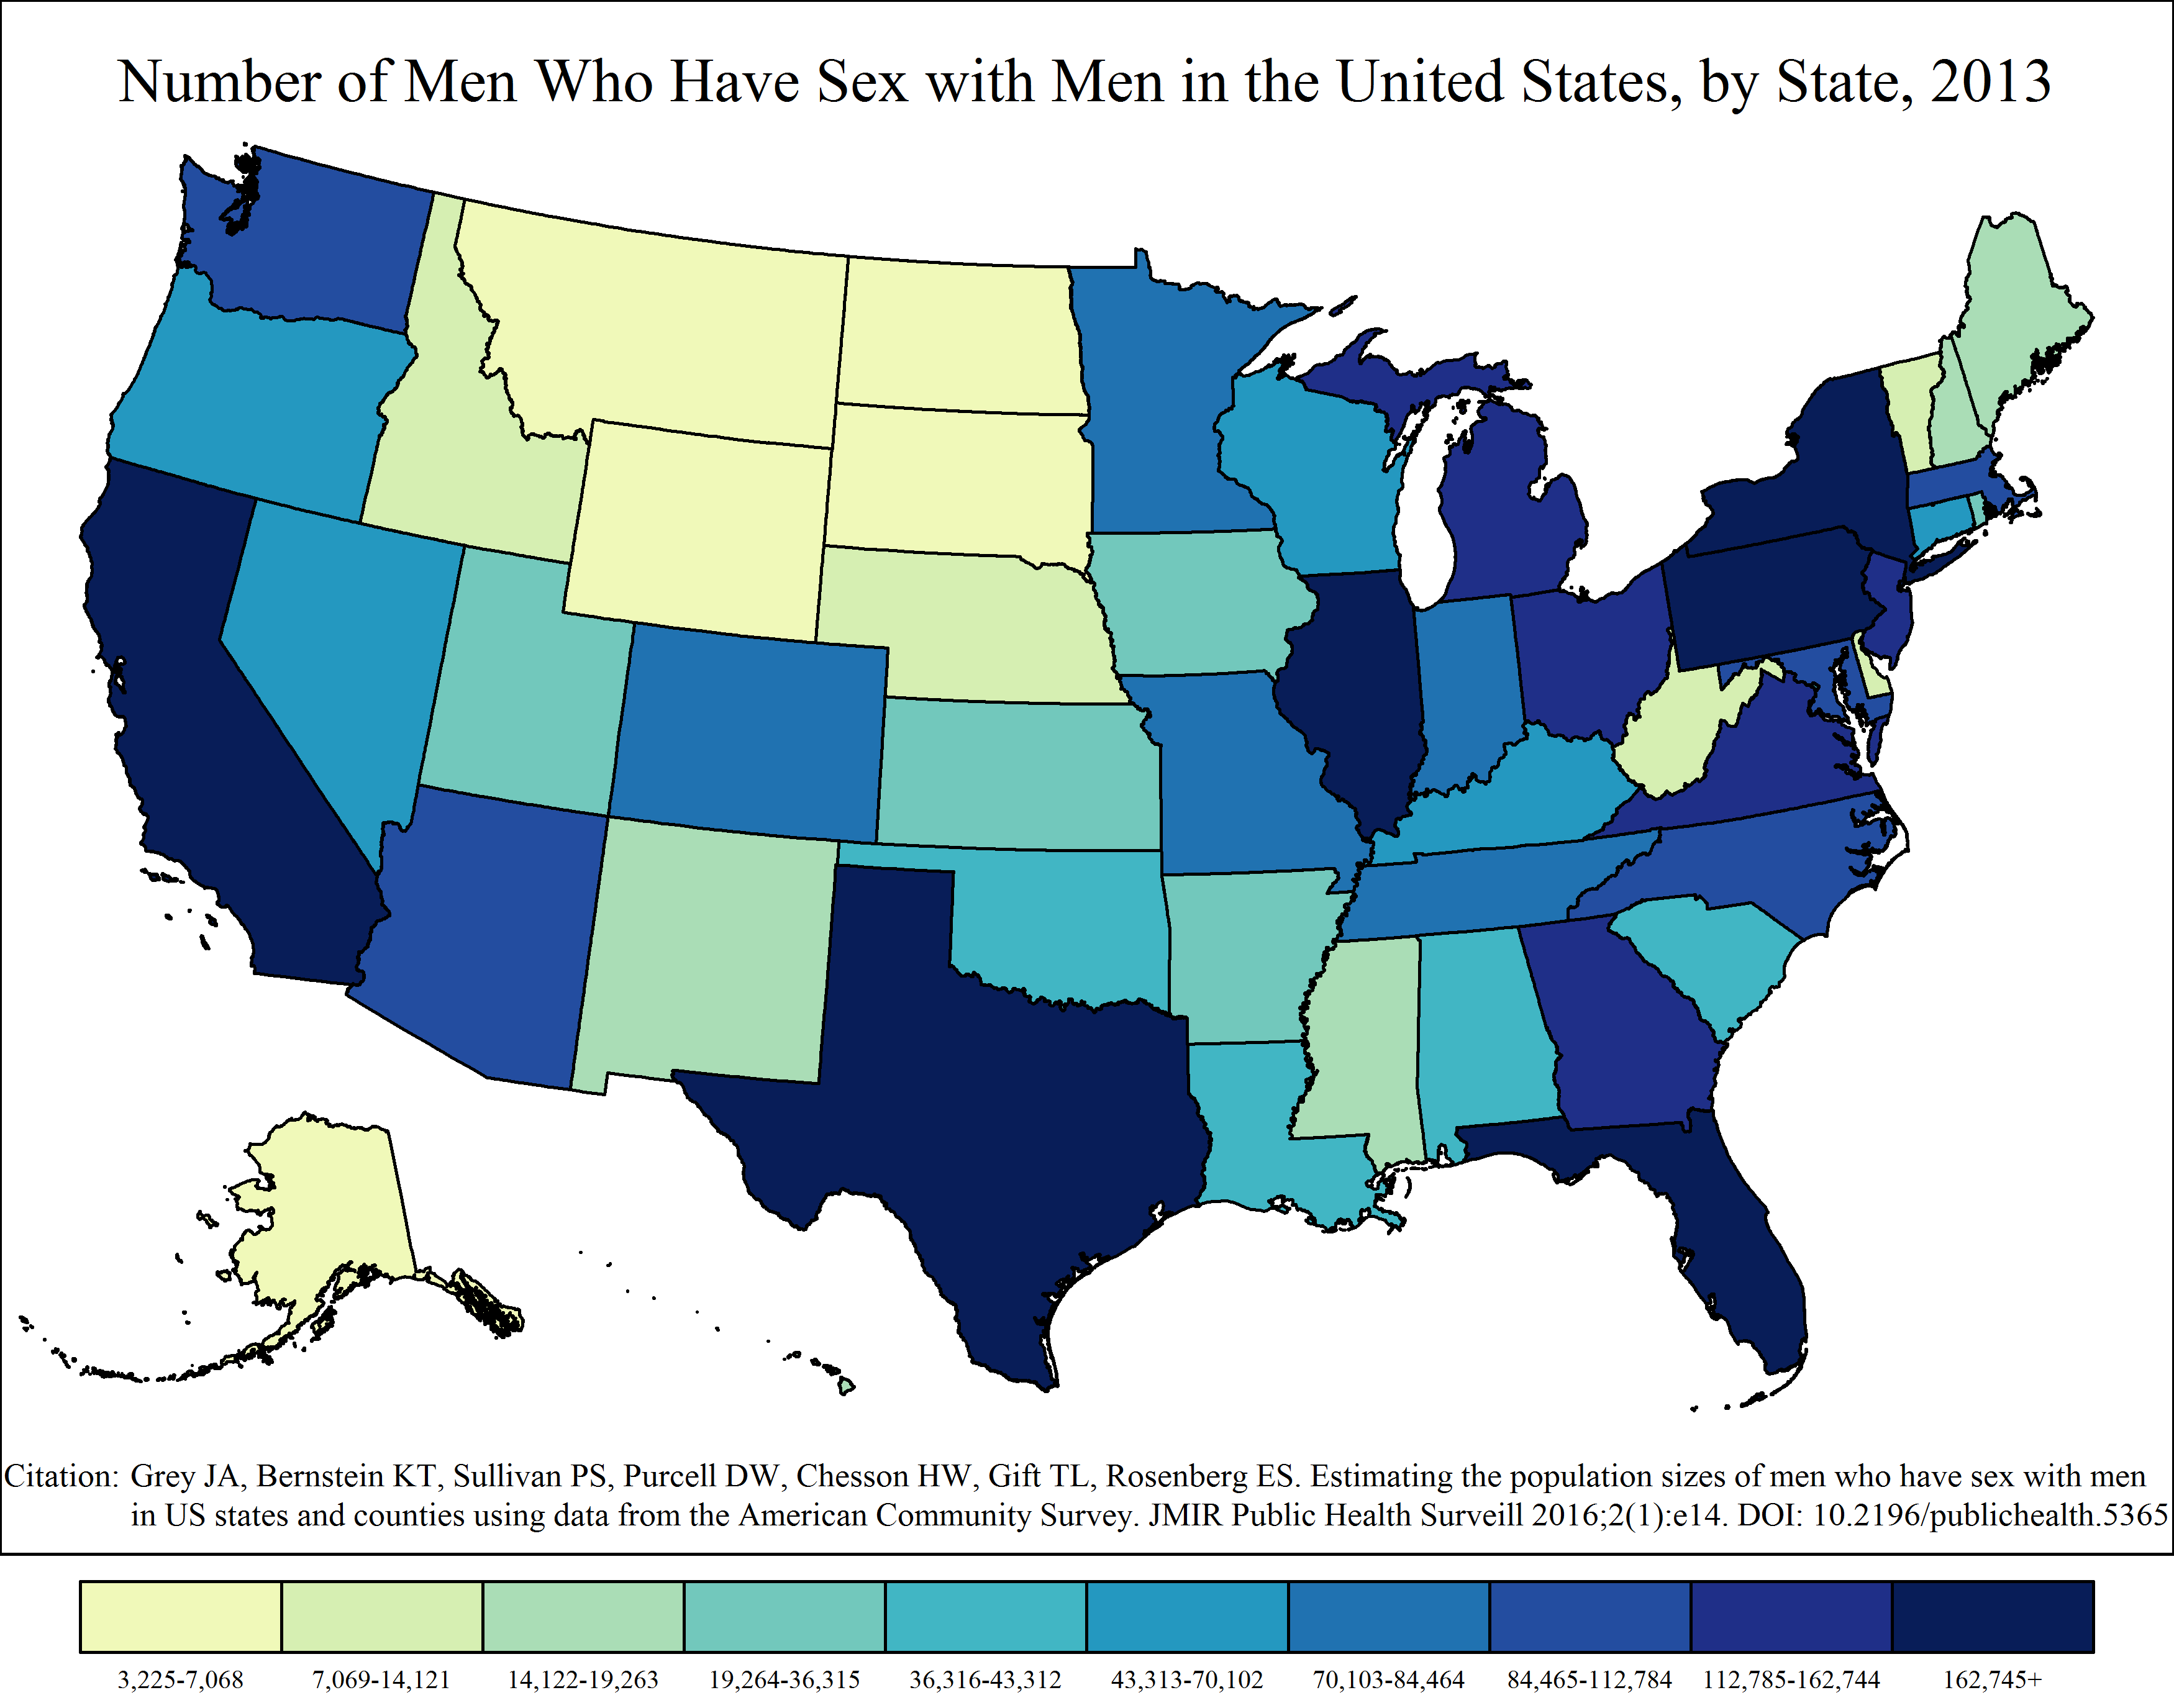 Number of Men Who Have Sex with Men in the United States, by State, 2013
Citation: Grey JA, Bernstein KT, Sullivan PS, Purcell DW, Chesson HW, Gift TL, Rosenberg ES. Estimating the population sizes of men who have sex with men
in US states and counties using data from the American Community Survey. JMIR Public Health Surveill 2016;2(1):e14. DOI: 10.2196/publichealth.5365
3,225-7,068 7,069-14,121 14,122-19,263 19,264-36,315 36,316-43,312 43,313-70,102 70,103-84,464 84,465-112,784 112,785-162,744 162,745+